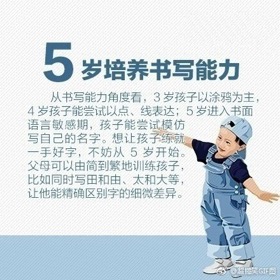 5岁培养书写能力
从书写能力角度看，3岁孩子以涂鸦为主，
4岁孩子能尝试以点、线表达；5岁进入书面
语言敏感期，孩子能尝试模仿
写自己的名字。想让孩子练就
一手好字，不妨从5岁开始。
父母可以由简到繁地训练孩子，
比如同时写田和由、太和大等，
让他能精确区别字的细微差异。